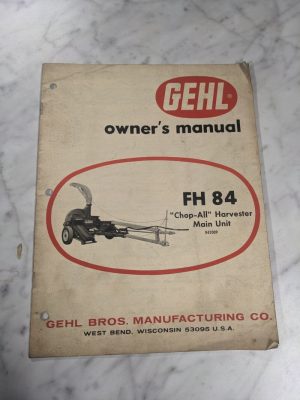 GEHL
owner's manual
FH 84
"Chop-All" Harvester
Main Unit
GEHL BROS. MANUFACTURING CO.
WEST BEND, WISCONSIN 53095 U.S.A.